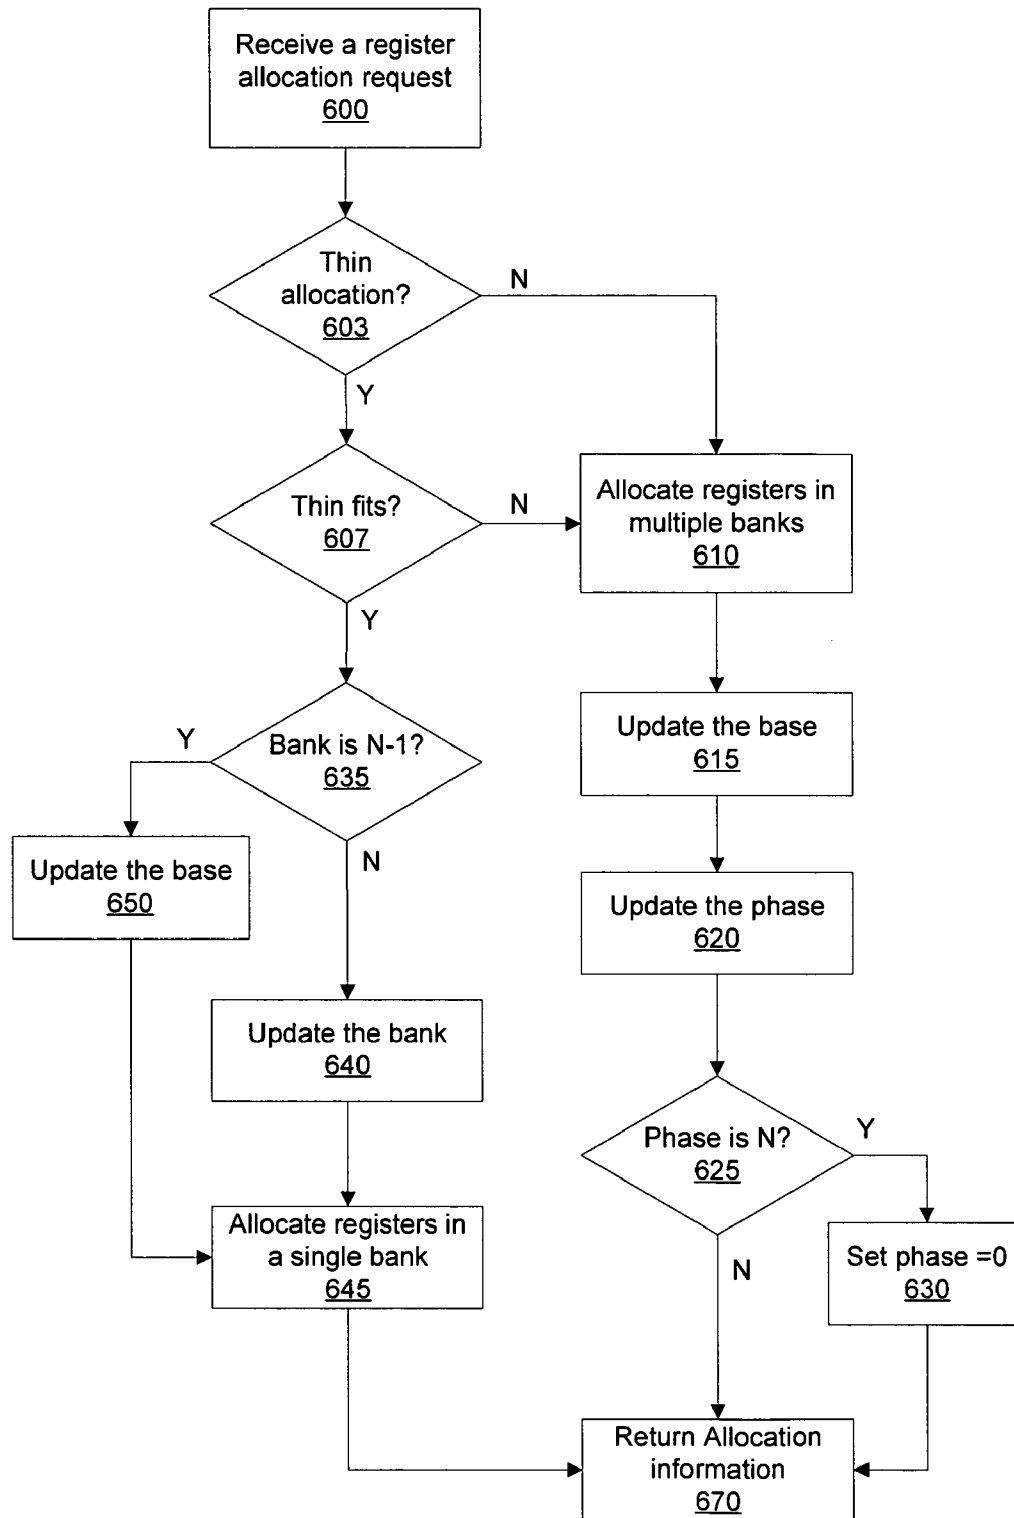 Receive a register
allocation request
600
Thin
allocation?
603
N
Y
Thin fits?
607
N
Allocate registers in
multiple banks
610
Y
Bank is N-1?
635
Y
Update the base
615
N
Update the base
650
Update the phase
620
Update the bank
640
Phase is N?
625
Y
Allocate registers in
a single bank
645
N
Set phase =0
630
Return Allocation
information
670